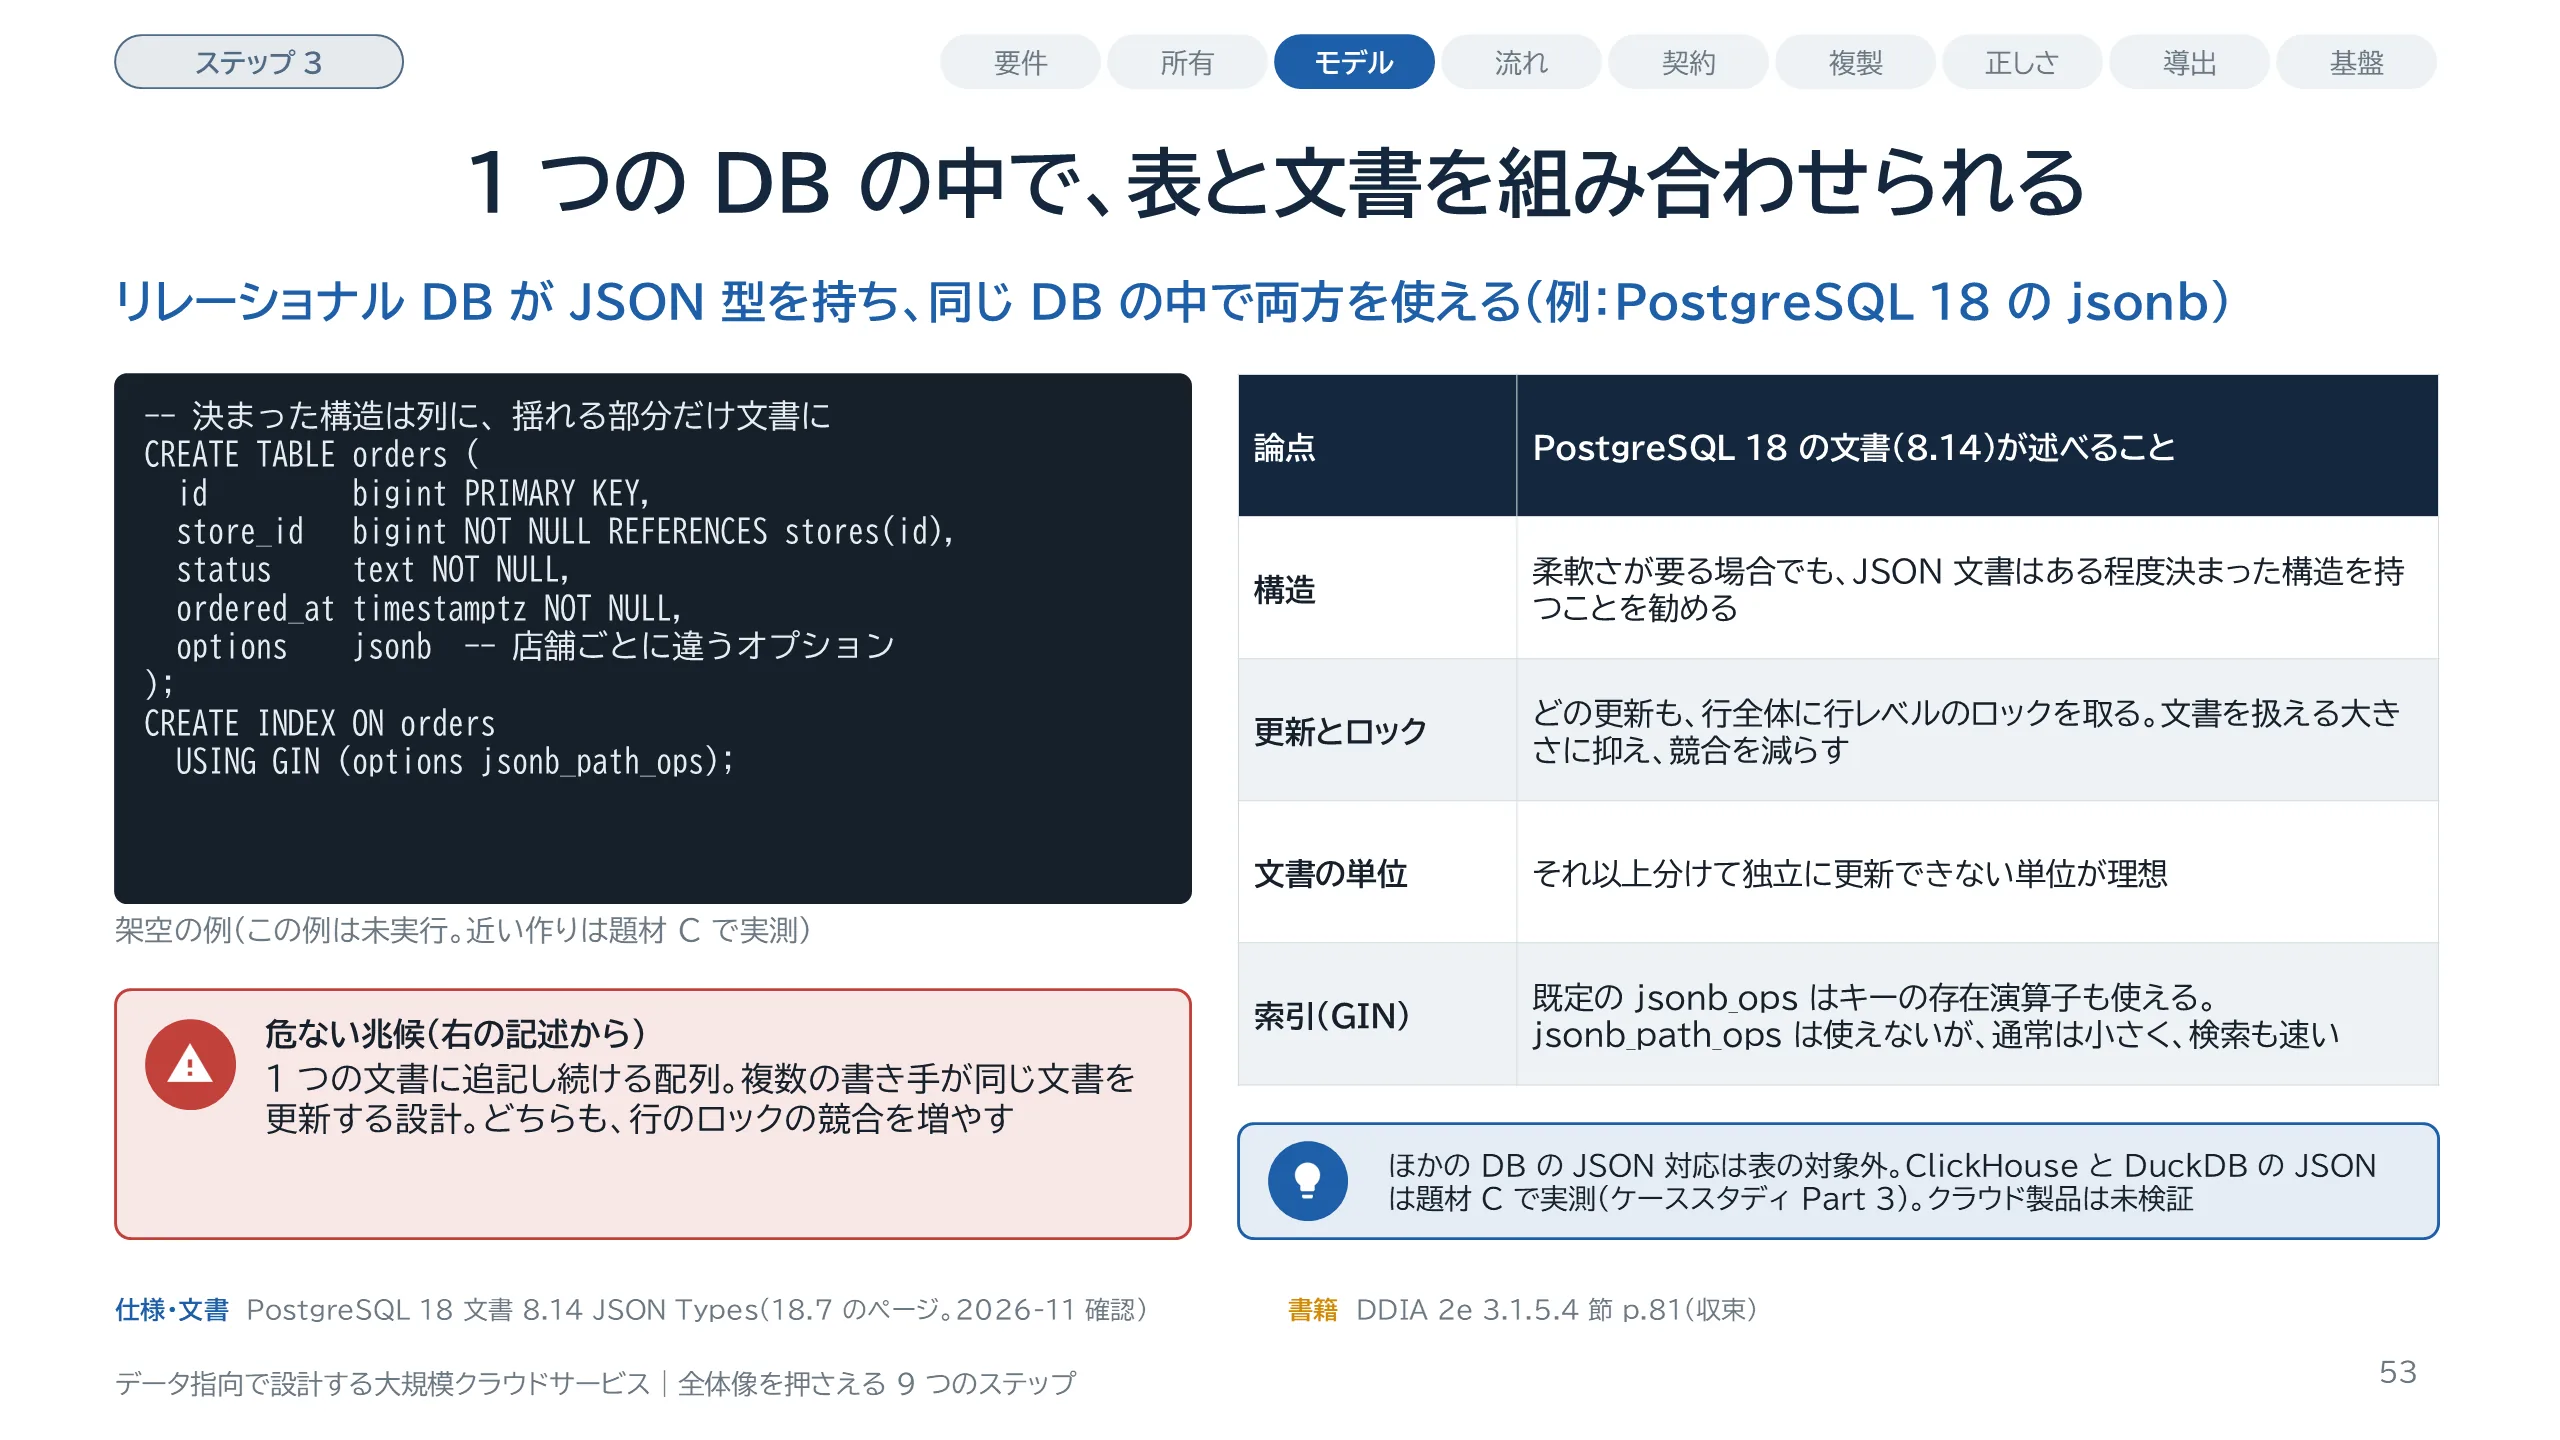 ステップ 3
要件
所有
モデル
流れ
契約
複製
正しさ
導出
基盤
1 つの DB の中で、表と文書を組み合わせられる
リレーショナル DB が JSON 型を持ち、同じ DB の中で両方を使える（例：PostgreSQL 18 の jsonb）
-- 決まった構造は列に、揺れる部分だけ文書に
CREATE TABLE orders (
  id         bigint PRIMARY KEY,
  store_id   bigint NOT NULL REFERENCES stores(id),
  status     text NOT NULL,
  ordered_at timestamptz NOT NULL,
  options    jsonb  -- 店舗ごとに違うオプション
);
CREATE INDEX ON orders
  USING GIN (options jsonb_path_ops);
架空の例（この例は未実行。近い作りは題材 C で実測）
危ない兆候（右の記述から）
1 つの文書に追記し続ける配列。複数の書き手が同じ文書を
更新する設計。どちらも、行のロックの競合を増やす
論点
PostgreSQL 18 の文書（8.14）が述べること
構造
柔軟さが要る場合でも、JSON 文書はある程度決まった構造を持
つことを勧める
更新とロック
どの更新も、行全体に行レベルのロックを取る。文書を扱える大き
さに抑え、競合を減らす
文書の単位
それ以上分けて独立に更新できない単位が理想
索引（GIN）
既定の jsonb_ops はキーの存在演算子も使える。
jsonb_path_ops は使えないが、通常は小さく、検索も速い
ほかの DB の JSON 対応は表の対象外。ClickHouse と DuckDB の JSON
は題材 C で実測（ケーススタディ Part 3）。クラウド製品は未検証
仕様・文書 PostgreSQL 18 文書 8.14 JSON Types（18.7 のページ。2026-11 確認）
書籍 DDIA 2e 3.1.5.4 節 p.81（収束）
データ指向で設計する大規模クラウドサービス｜全体像を押さえる 9 つのステップ
53